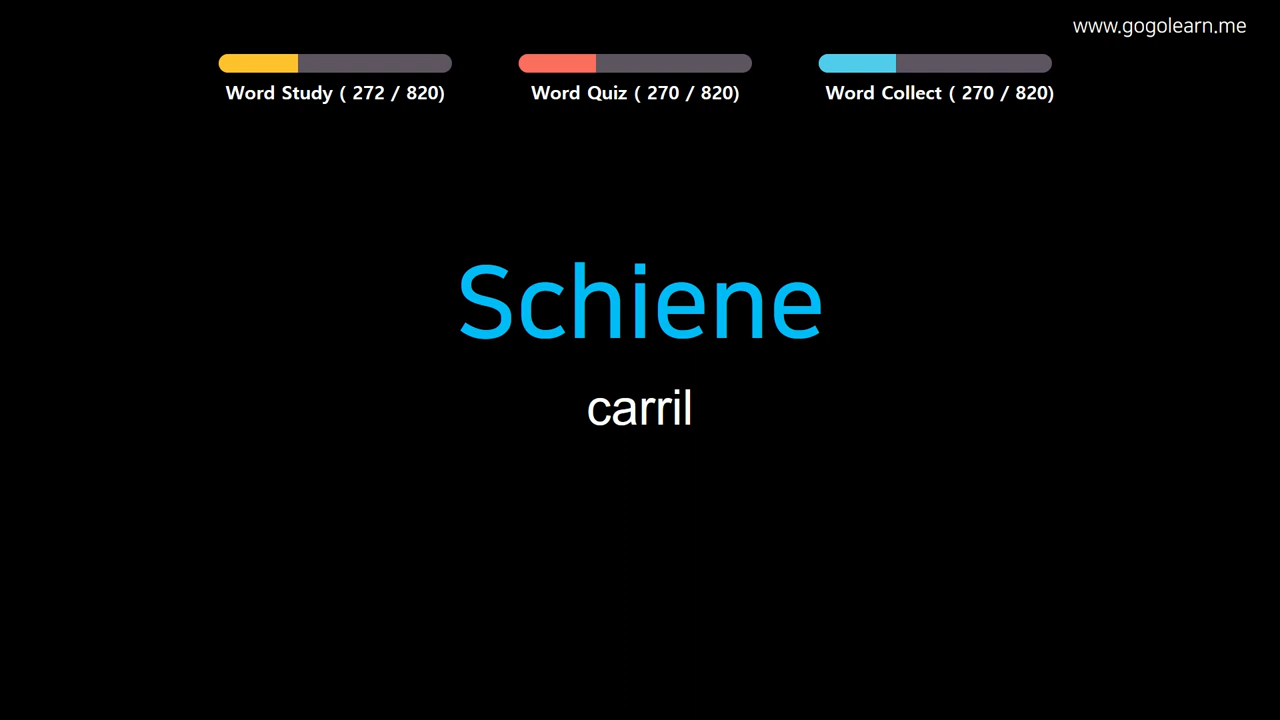 www.gogolearn.me
Word Study ( 272 / 820)
Word Quiz ( 270 / 820)
Word Collect ( 270 / 820)
Schiene
carril